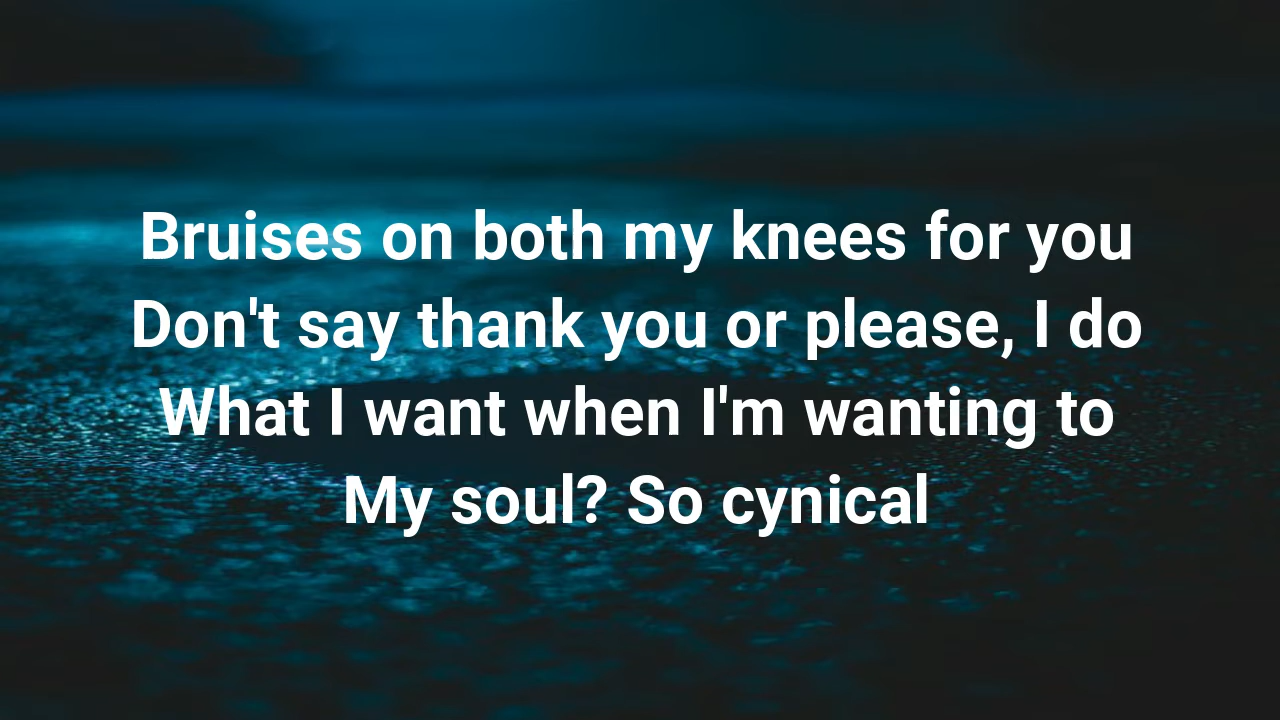 Bruises on both my knees for you
Don't say thank you or please, I do
What I want when I'm wanting to
My soul? So cynical